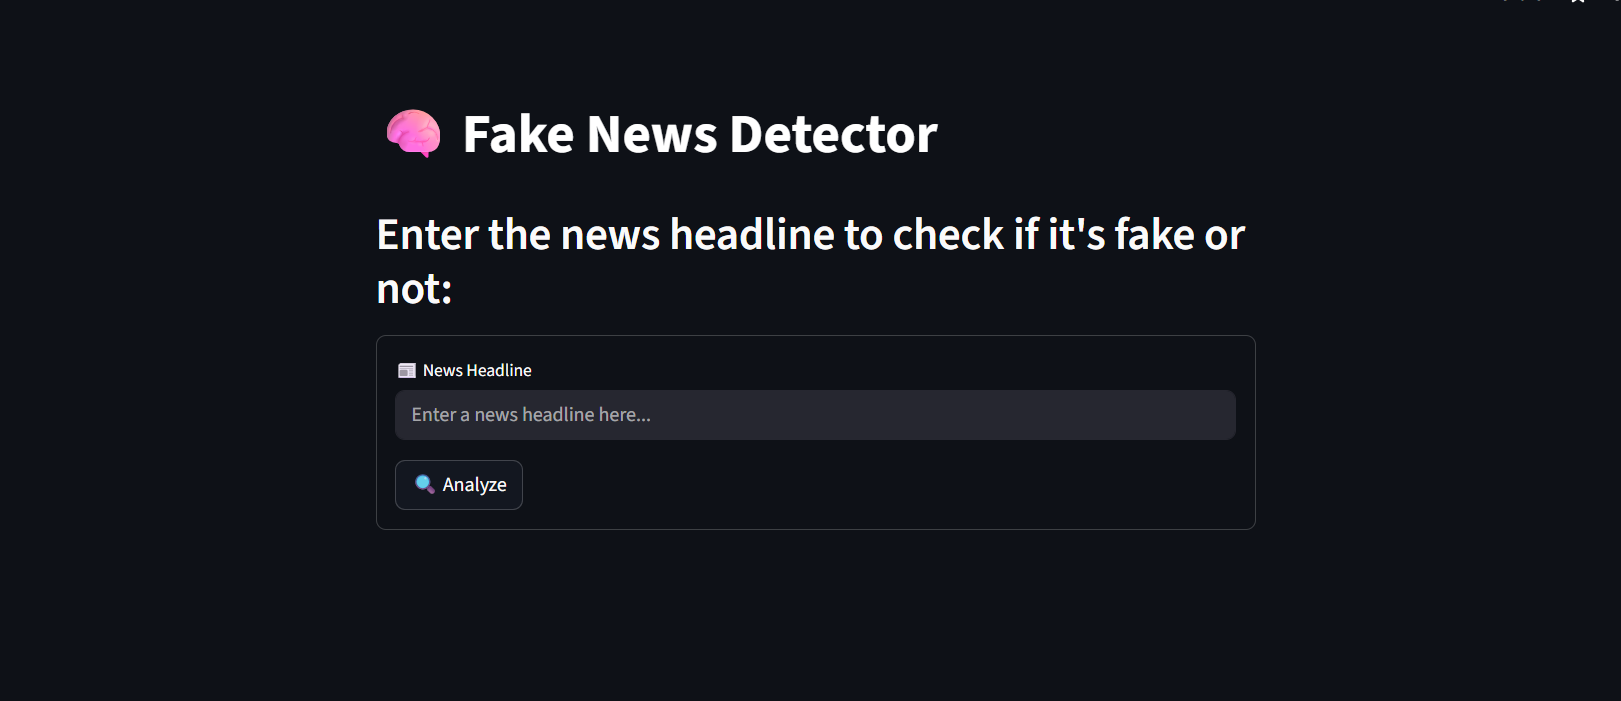 Fake News Detector
Enter the news headline to check if it's fake or
not:
News Headline
Enter a news headline here...
Analyze